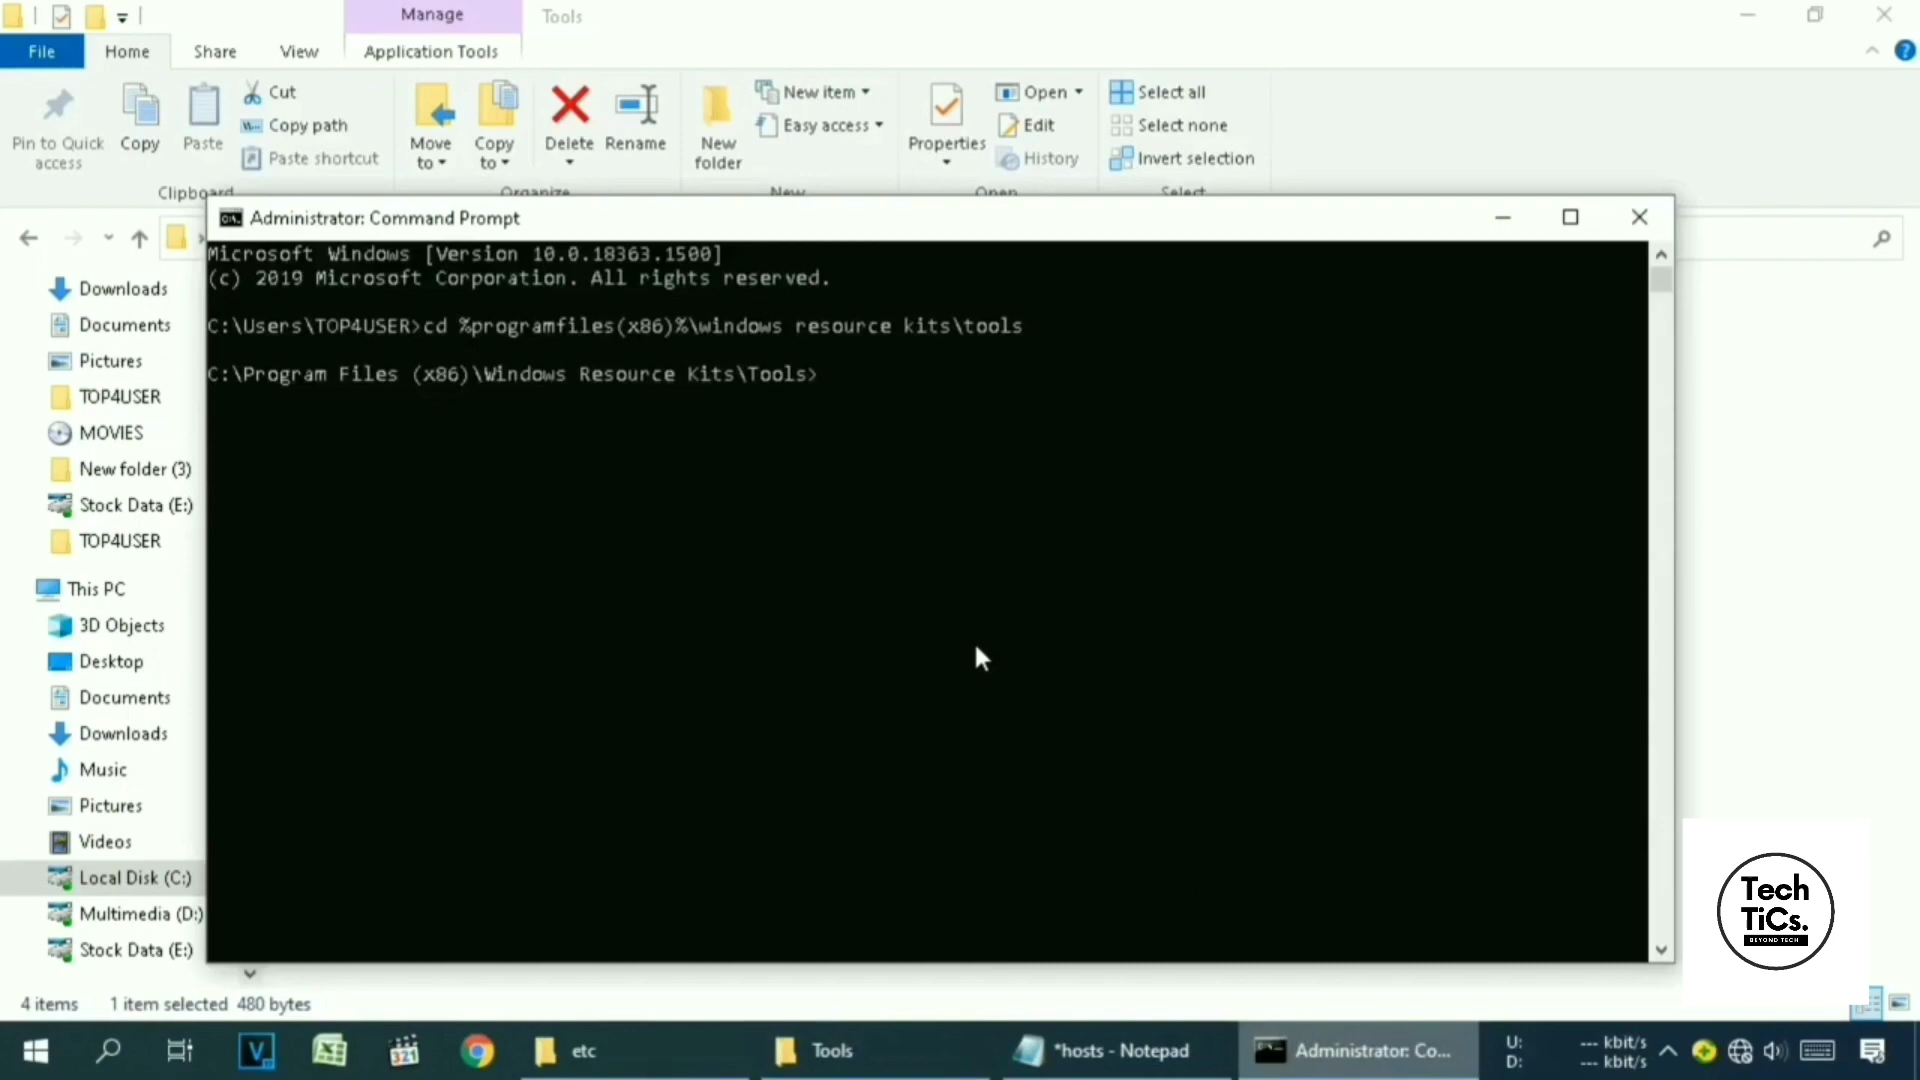 Manage
Tools
File
Home
Share
View
Application Tools
Pin to Quick access
Copy
Paste
Cut
Copy path
Paste shortcut
Move to
Copy to
Delete
Rename
New folder
New item
Easy access
Properties
Open
Edit
History
Select all
Select none
Invert selection
Clipboard
Organize
New
Open
Select
Administrator: Command Prompt
Microsoft Windows [Version 10.0.18363.1500]
(c) 2019 Microsoft Corporation. All rights reserved.
C:\Users\TOP4USER>cd %programfiles(x86)%\windows resource kits\tools
C:\Program Files (x86)\Windows Resource Kits\Tools>
Downloads
Documents
Pictures
TOP4USER
MOVIES
New folder (3)
Stock Data (E:)
TOP4USER
This PC
3D Objects
Desktop
Documents
Downloads
Music
Pictures
Videos
Local Disk (C:)
Multimedia (D:)
Stock Data (E:)
Tech
TiCs.
BEYOND TECH
4 items 1 item selected 480 bytes
V
321
etc
Tools
*hosts - Notepad
Administrator: Co...
U: --- kbit/s
D: --- kbit/s